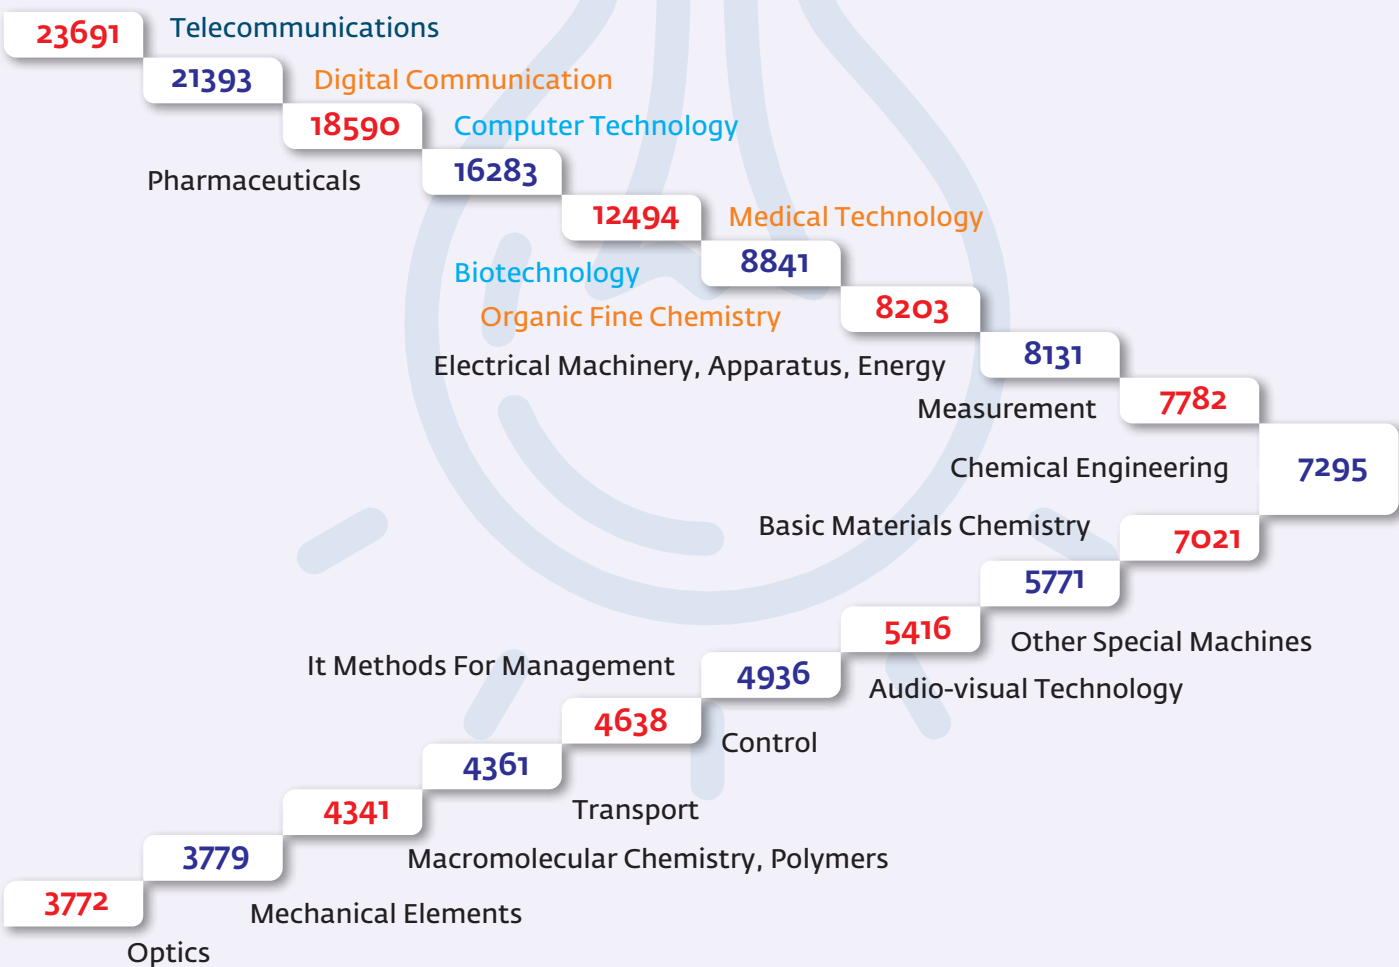 23691 Telecommunications
21393 Digital Communication
18590 Computer Technology
Pharmaceuticals 16283
12494 Medical Technology
Biotechnology 8841
Organic Fine Chemistry 8203
Electrical Machinery, Apparatus, Energy 8131
Measurement 7782
Chemical Engineering 7295
Basic Materials Chemistry 7021
5771 Other Special Machines
5416 Audio-visual Technology
It Methods For Management 4936
4638 Control
4361 Transport
4341 Macromolecular Chemistry, Polymers
3779 Mechanical Elements
3772 Optics